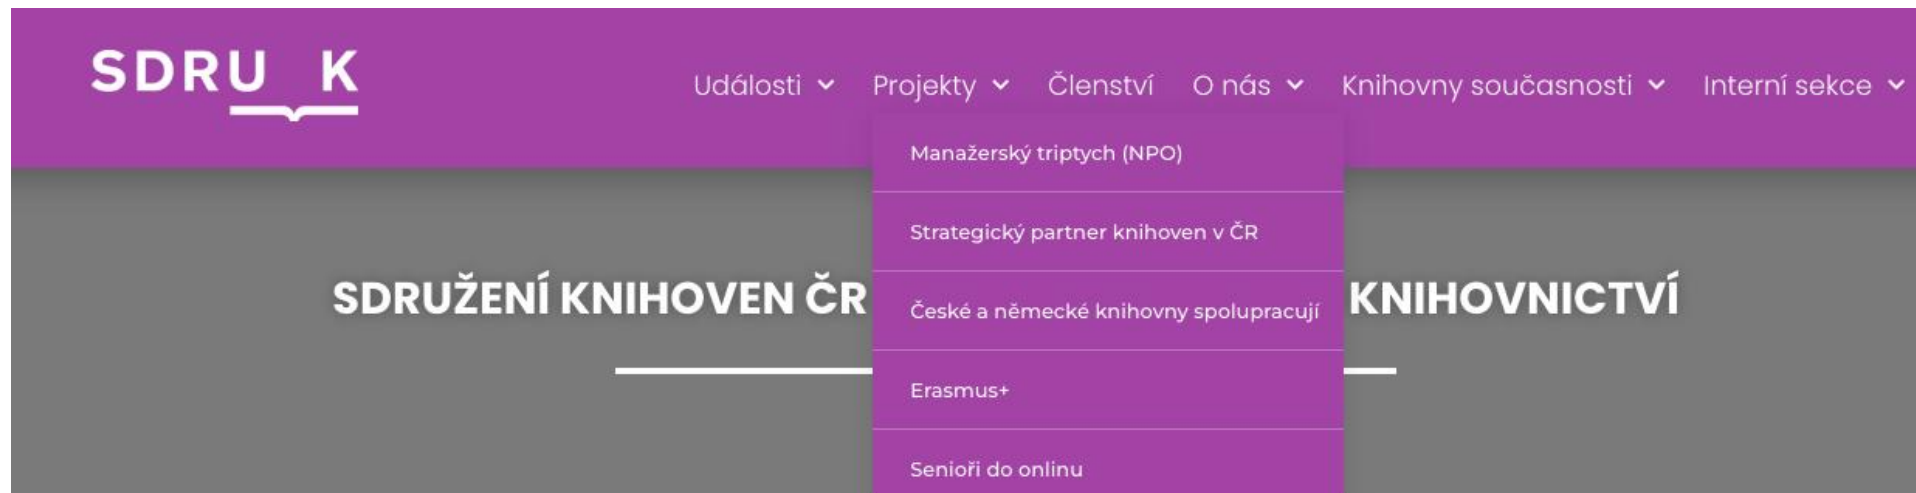 SDRU K
Události Projekty Členství O nás Knihovny současnosti Interní sekce
Manažerský triptych (NPO)
Strategický partner knihoven v ČR
SDRUŽENÍ KNIHOVEN ČR KNIHOVNICTVÍ
České a německé knihovny spolupracují
Erasmus+
Senioři do onlinu